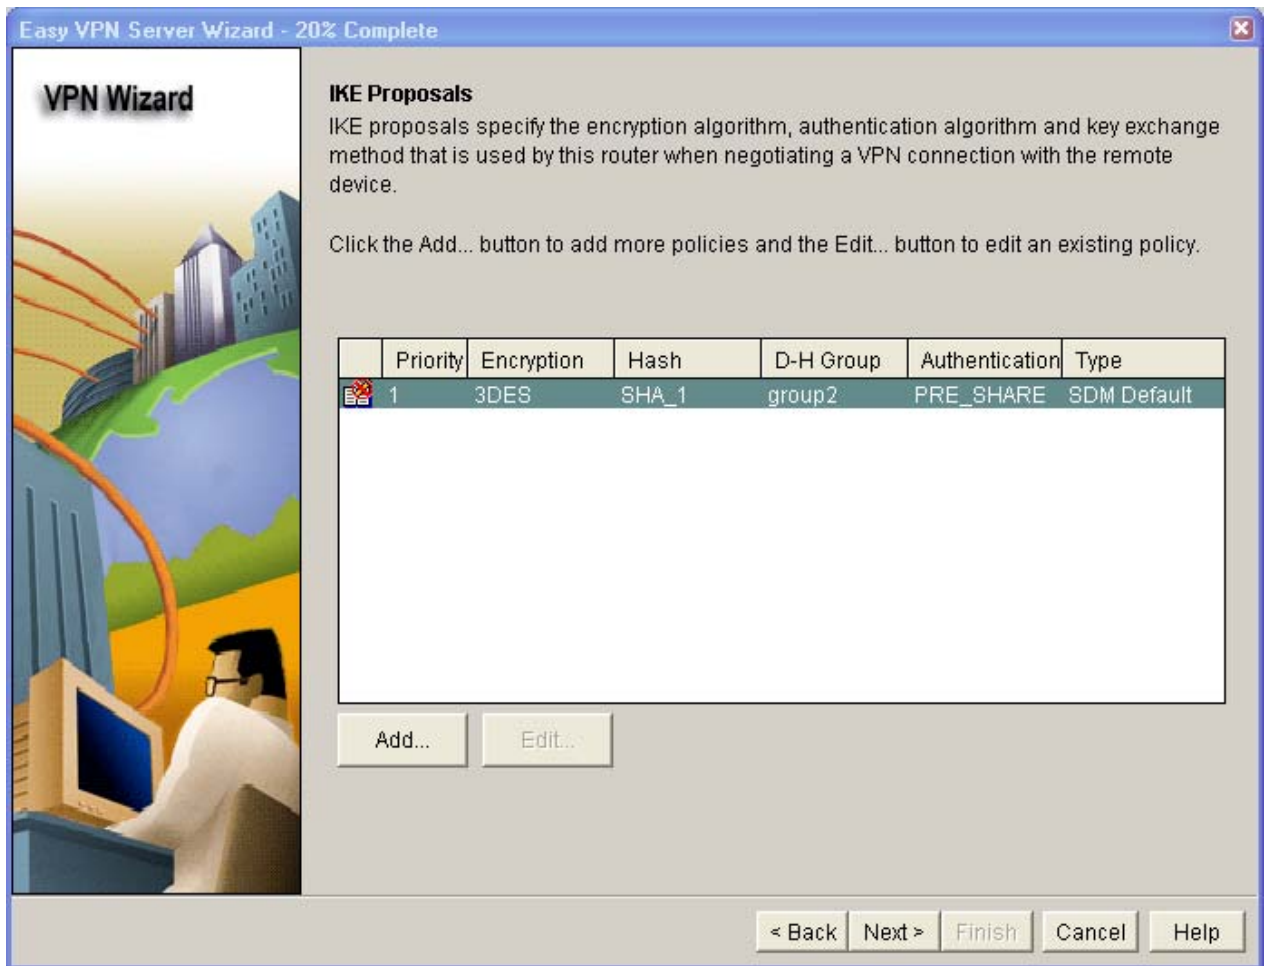 Easy VPN Server Wizard - 20% Complete
VPN Wizard
IKE Proposals
IKE proposals specify the encryption algorithm, authentication algorithm and key exchange
method that is used by this router when negotiating a VPN connection with the remote
device.
Click the Add... button to add more policies and the Edit... button to edit an existing policy.
Priority Encryption Hash D-H Group Authentication Type
1 3DES SHA_1 group2 PRE_SHARE SDM Default
Add... Edit...
< Back Next > Finish Cancel Help